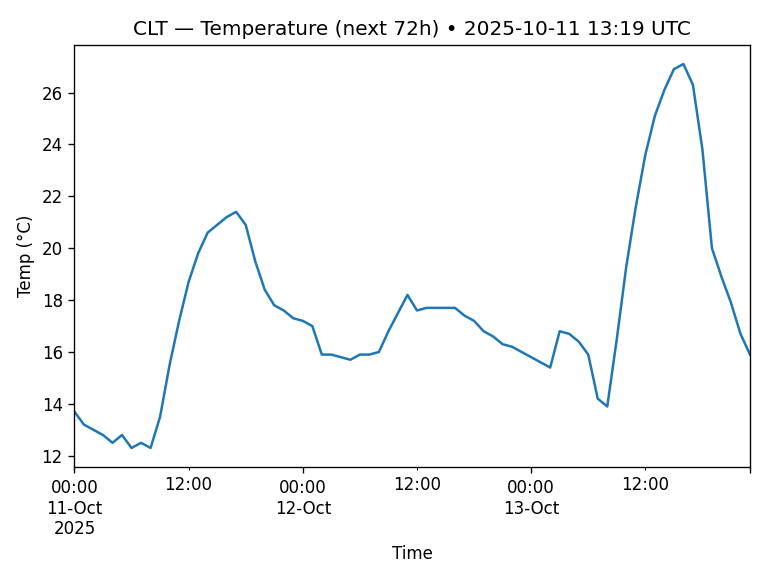 CLT — Temperature (next 72h) • 2025-10-11 13:19 UTC
Temp (°C)
26
24
22
20
18
16
14
12
00:00 12:00 00:00 12:00 00:00 12:00
11-Oct 12-Oct 13-Oct
2025
Time